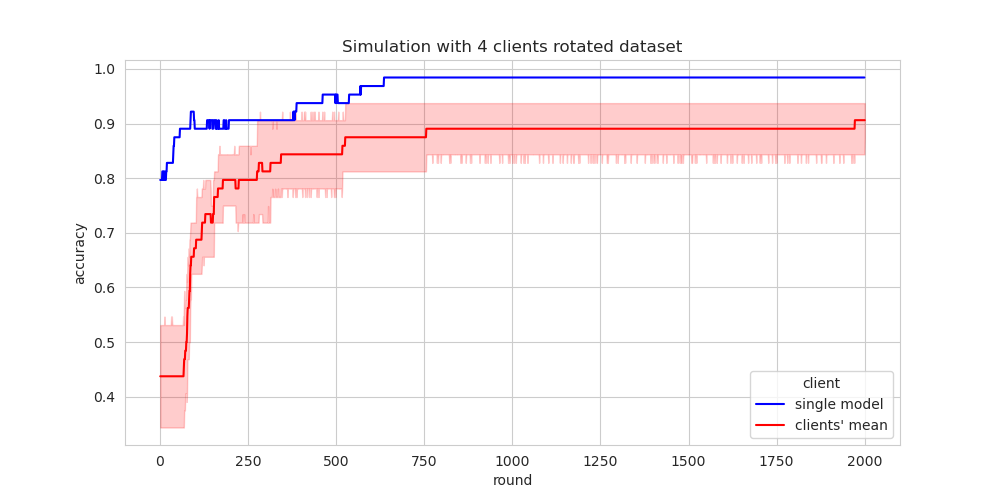 Simulation with 4 clients rotated dataset
1.0
0.9
0.8
0.7
0.6
0.5
0.4
accuracy
0 250 500 750 1000 1250 1500 1750 2000
round
client
single model
clients' mean